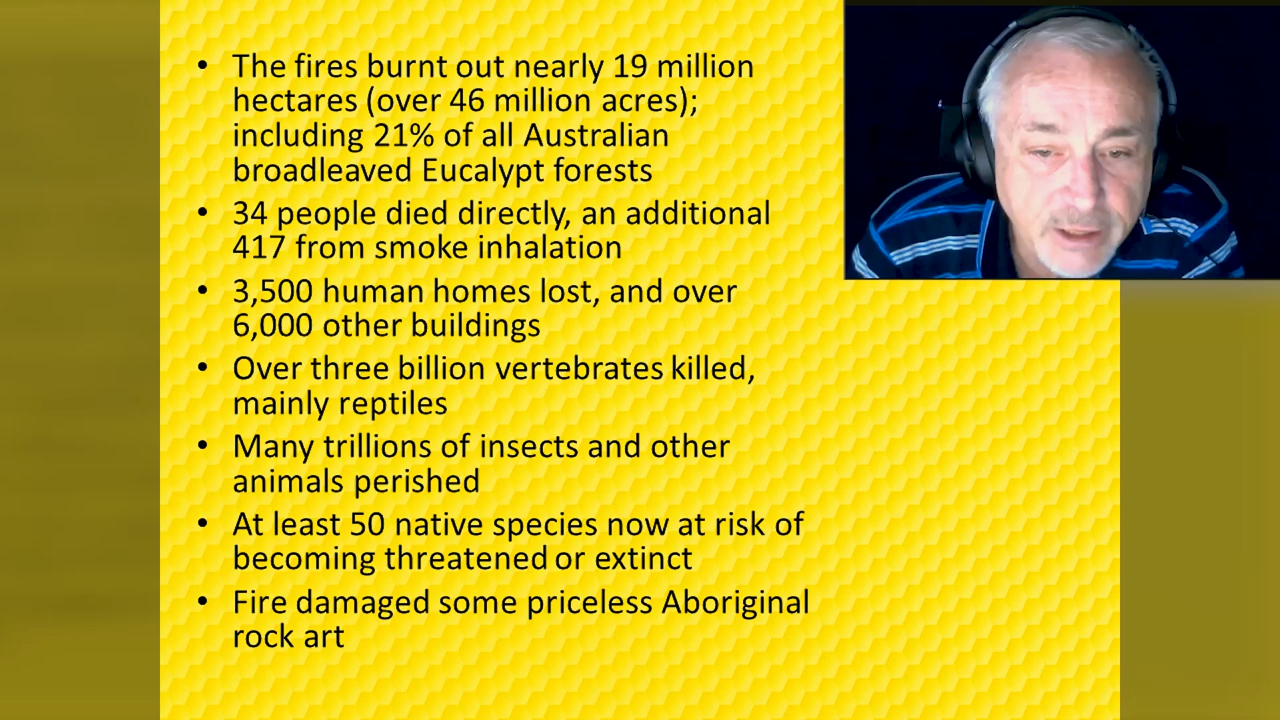 • The fires burnt out nearly 19 million
hectares (over 46 million acres);
including 21% of all Australian
broadleaved Eucalypt forests
• 34 people died directly, an additional
417 from smoke inhalation
• 3,500 human homes lost, and over
6,000 other buildings
• Over three billion vertebrates killed,
mainly reptiles
• Many trillions of insects and other
animals perished
• At least 50 native species now at risk of
becoming threatened or extinct
• Fire damaged some priceless Aboriginal
rock art